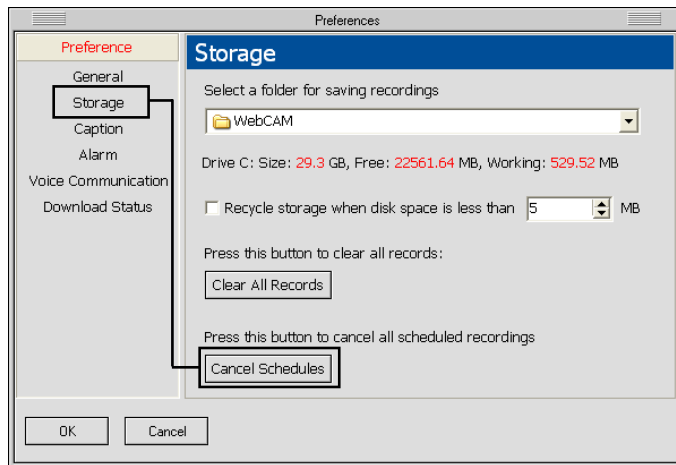 Preferences
Preference
General
Storage
Caption
Alarm
Voice Communication
Download Status
Storage
Select a folder for saving recordings
WebCAM
Drive C: Size: 29.3 GB, Free: 22561.64 MB, Working: 529.52 MB
Recycle storage when disk space is less than 5 MB
Press this button to clear all records:
Clear All Records
Press this button to cancel all scheduled recordings
Cancel Schedules
OK Cancel